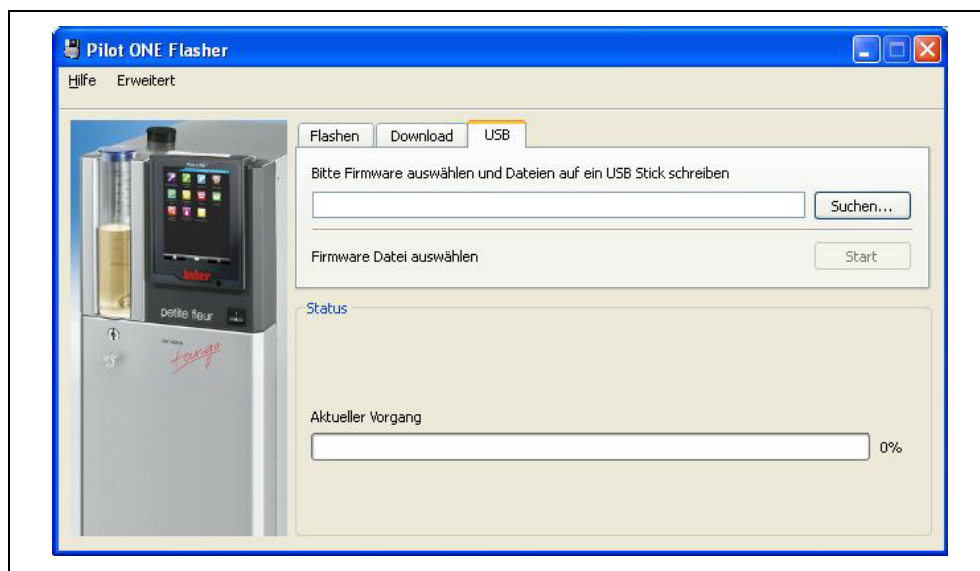 Pilot ONE Flasher
Hilfe Erweitert
Flashen Download USB
Bitte Firmware auswählen und Dateien auf ein USB Stick schreiben
Suchen...
Firmware Datei auswählen
Start
Status
Aktueller Vorgang
0%
huber
petite fleur
tango